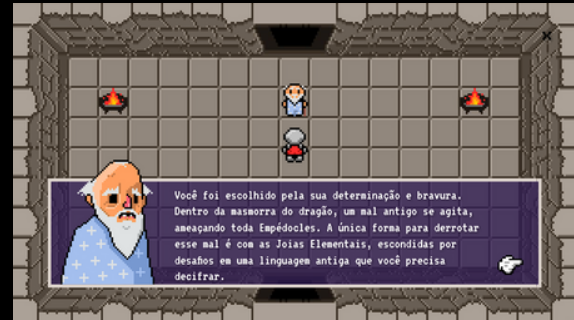 Você foi escolhido pela sua determinação e bravura.
Dentro da masmorra do dragão, um mal antigo se agita,
ameaçando toda Empédocles. A única forma para derrotar
esse mal é com as Joias Elementais, escondidas por
desafios em uma linguagem antiga que você precisa
decifrar.